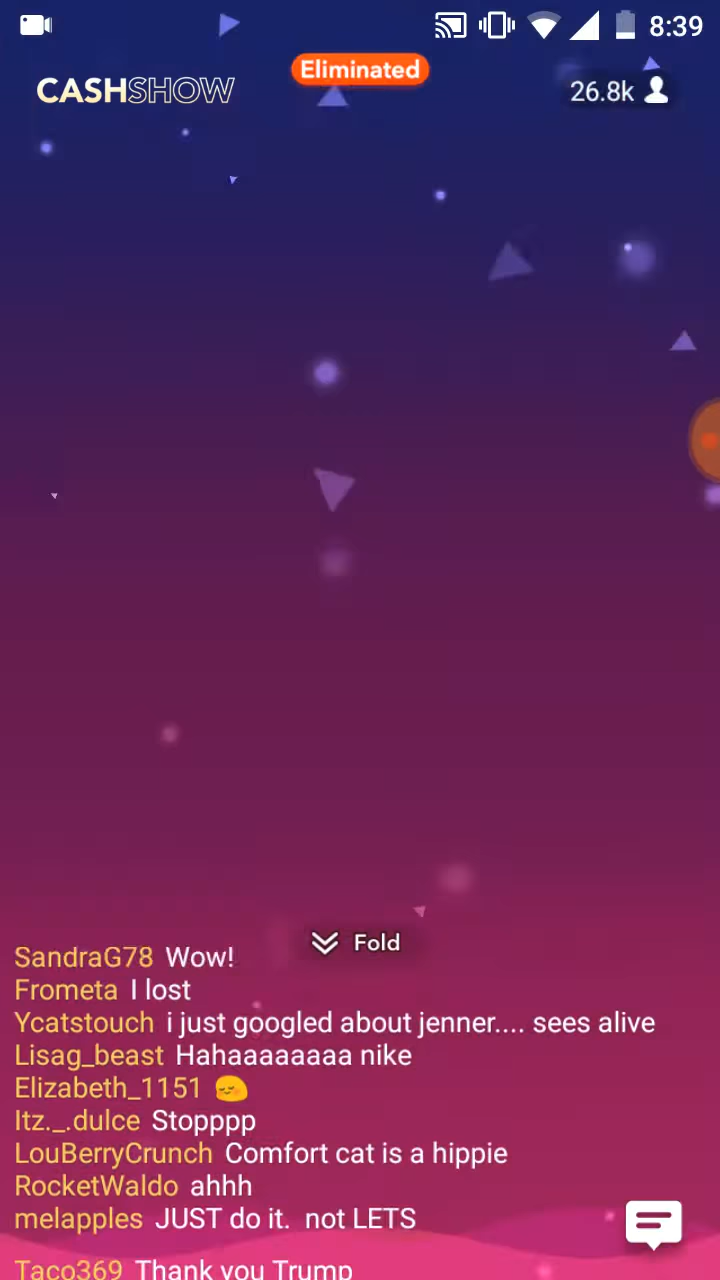 8:39
Eliminated
CASHSHOW
26.8k
Fold
SandraG78 Wow!
Frometa I lost
Ycatstouch i just googled about jenner.... sees alive
Lisag_beast Hahaaaaaaaa nike
Elizabeth_1151 😌
Itz._.dulce Stopppp
LouBerryCrunch Comfort cat is a hippie
RocketWaldo ahhh
melapples JUST do it.  not LETS
Taco369 Thank you Trump